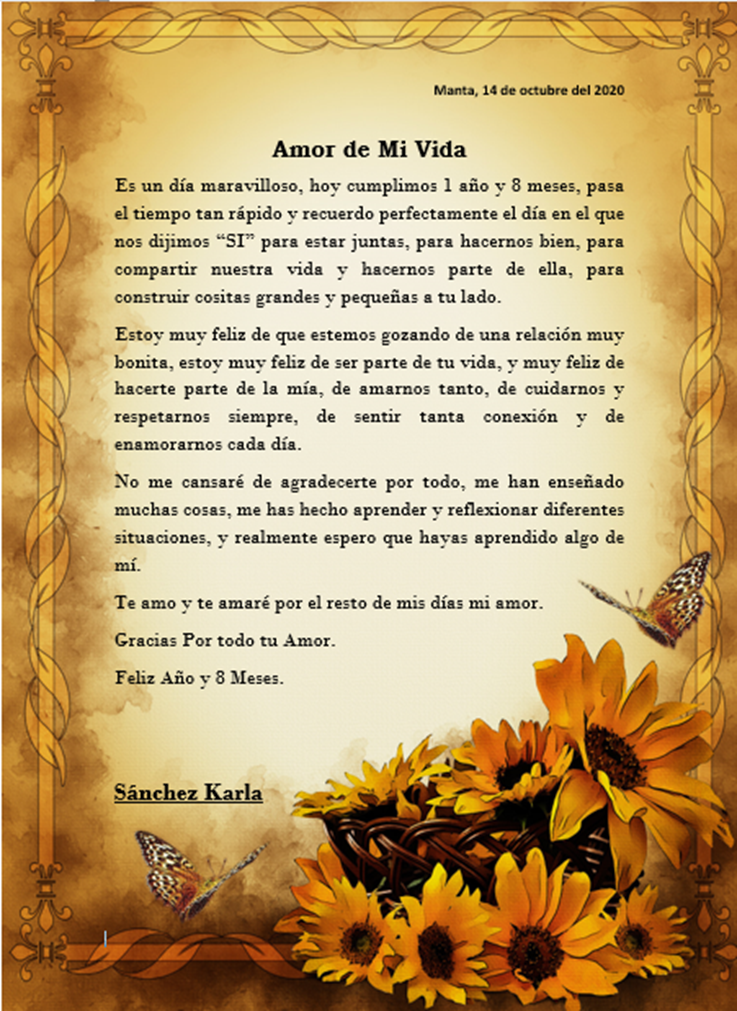 Manta, 14 de octubre del 2020
Amor de Mi Vida
Es un día maravilloso, hoy cumplimos 1 año y 8 meses, pasa
el tiempo tan rápido y recuerdo perfectamente el día en el que
nos dijimos “SI” para estar juntas, para hacernos bien, para
compartir nuestra vida y hacernos parte de ella, para
construir cositas grandes y pequeñas a tu lado.
Estoy muy feliz de que estemos gozando de una relación muy
bonita, estoy muy feliz de ser parte de tu vida, y muy feliz de
hacerte parte de la mía, de amarnos tanto, de cuidarnos y
respetarnos siempre, de sentir tanta conexión y de
enamorarnos cada día.
No me cansaré de agradecerte por todo, me han enseñado
muchas cosas, me has hecho aprender y reflexionar diferentes
situaciones, y realmente espero que hayas aprendido algo de
mí.
Te amo y te amaré por el resto de mis días mi amor.
Gracias Por todo tu Amor.
Feliz Año y 8 Meses.
Sánchez Karla